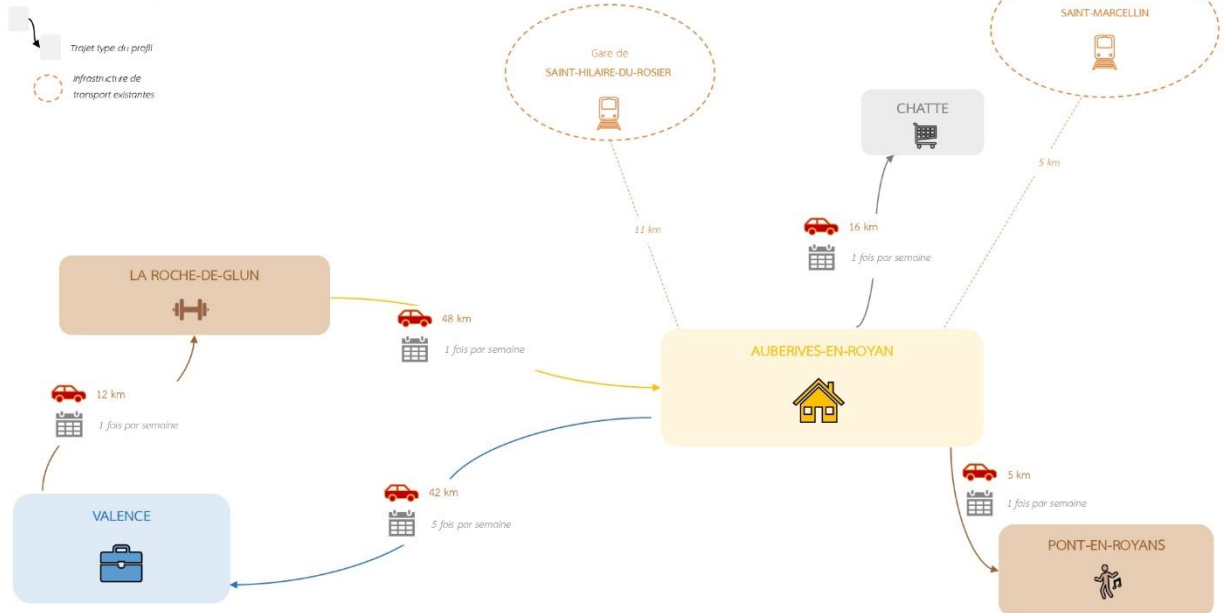 Trajet type du profil
Infrastructure de
transport existantes
Gare de
SAINT-HILAIRE-DU-ROSIER
SAINT-MARCELLIN
CHATTE
5 km
11 km
16 km
1 fois par semaine
LA ROCHE-DE-GLUN
48 km
1 fois par semaine
AUBERIVES-EN-ROYAN
12 km
1 fois par semaine
42 km
5 fois par semaine
5 km
1 fois par semaine
VALENCE
PONT-EN-ROYANS